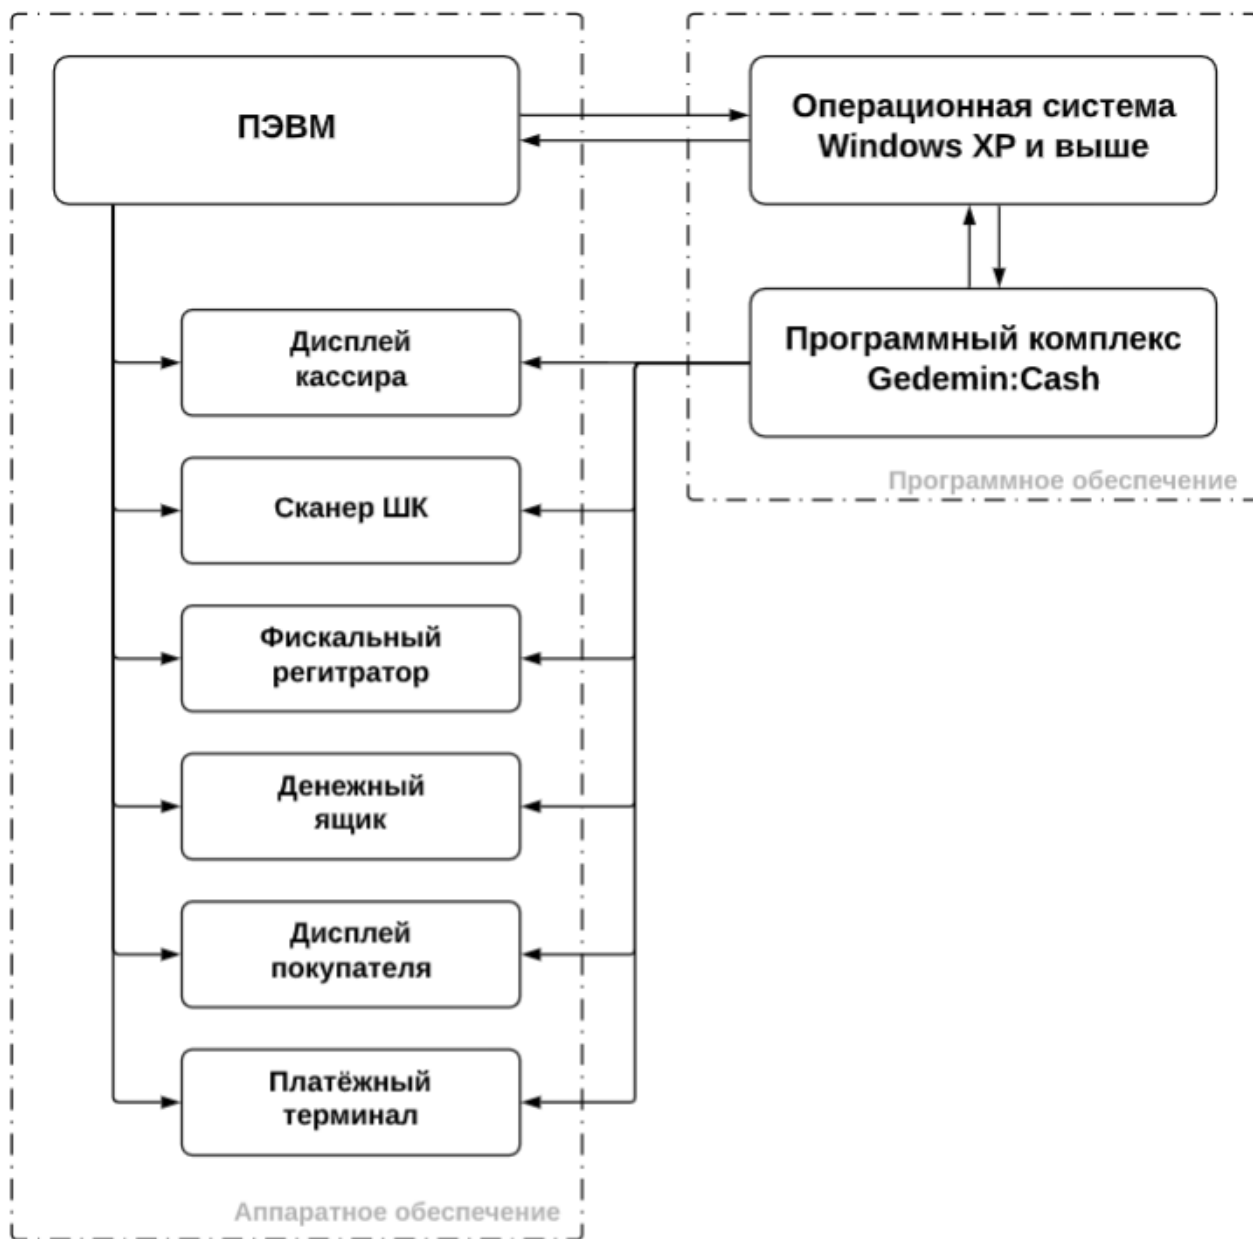 ПЭВМ
Операционная система
Windows XP и выше
Программный комплекс
Gedemin:Cash
Программное обеспечение
Дисплей
кассира
Сканер ШК
Фискальный
регитратор
Денежный
ящик
Дисплей
покупателя
Платёжный
терминал
Аппаратное обеспечение